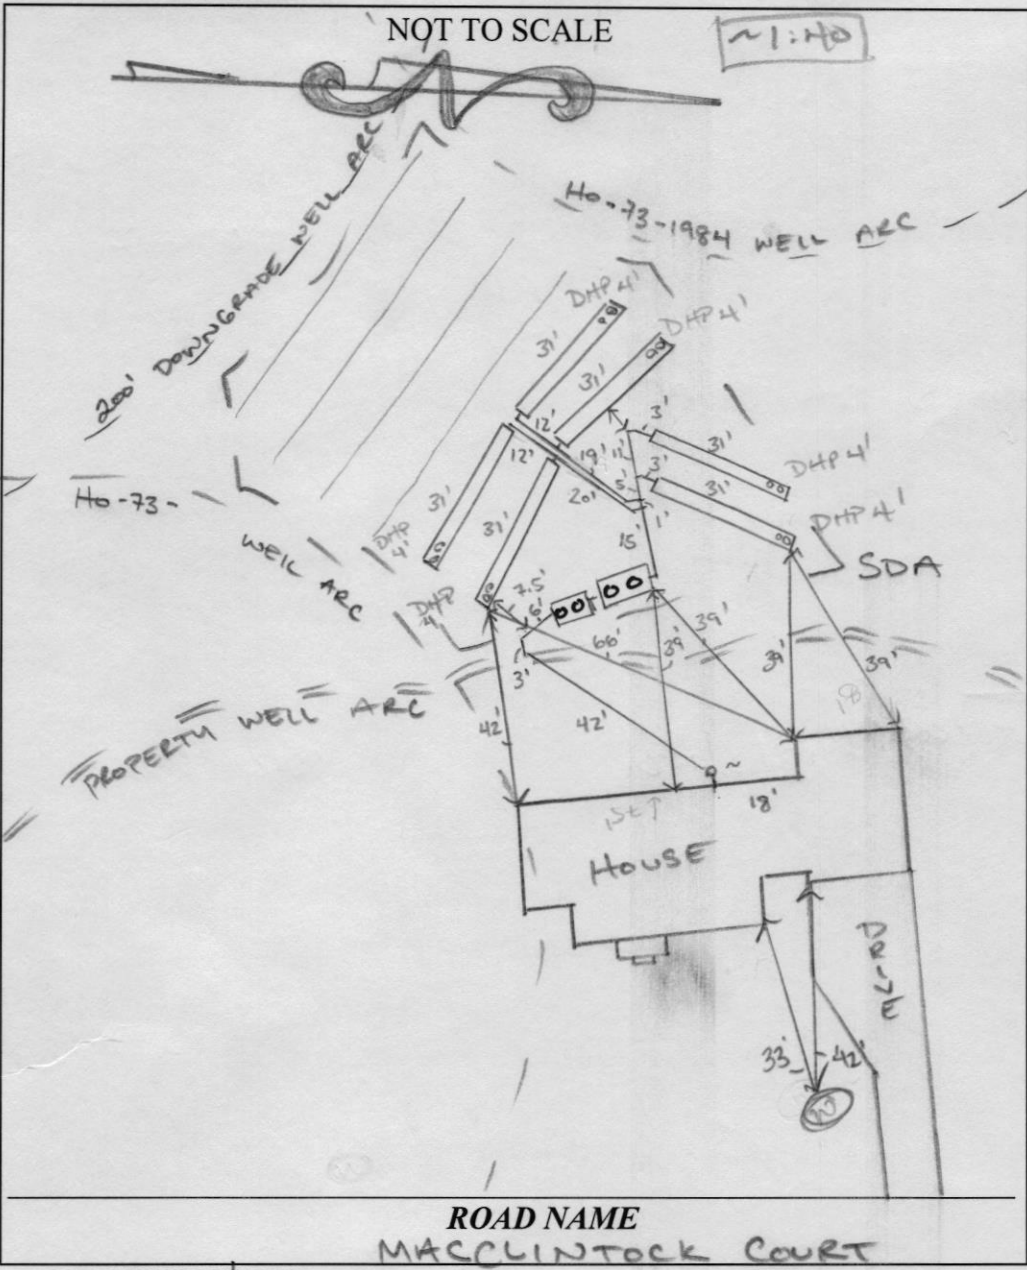 NOT TO SCALE
~1:40
N
200' DOWNGRADE WELL ARC
HO-73-1984 WELL ARC
DHP 4'
DHP 4'
31'
31'
12'
3'
31'
DHP 4'
12'
19'
11'
3'
31'
5'
20'
1'
DHP 4'
HO-73-
WELL ARC
31'
31'
15'
DHP
4'
SDA
DHP
4'
7.5'
6'
39'
66'
39'
39'
39'
3'
PROPERTY WELL ARC
42'
42'
18'
HOUSE
DRIVE
33'
42'
W
ROAD NAME
MACCLINTOCK COURT